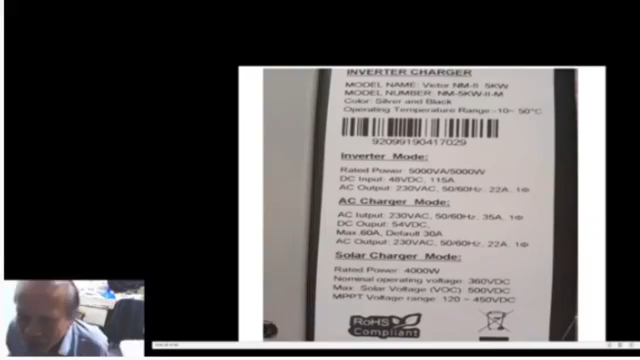 INVERTER CHARGER
MODEL NAME: Victor NM-II 5KW
MODEL NUMBER: NM-5KW-II-M
Color: Silver and Black
Operating Temperature Range:-10~ 50°C
92099190417029
Inverter Mode:
Rated Power: 5000VA/5000W
DC Input: 48VDC, 115A
AC Output: 230VAC, 50/60Hz, 22A, 1Φ
AC Charger Mode:
AC Iutput: 230VAC, 50/60Hz, 35A, 1Φ
DC Ouput: 54VDC,
Max.60A, Default 30A
AC Output: 230VAC, 50/60Hz, 22A, 1Φ
Solar Charger Mode:
Rated Power: 4000W
Nominal operating voltage: 360VDC
Max. Solar Voltage (VOC): 500VDC
MPPT Voltage range: 120 ~ 450VDC
RoHS
Compliant